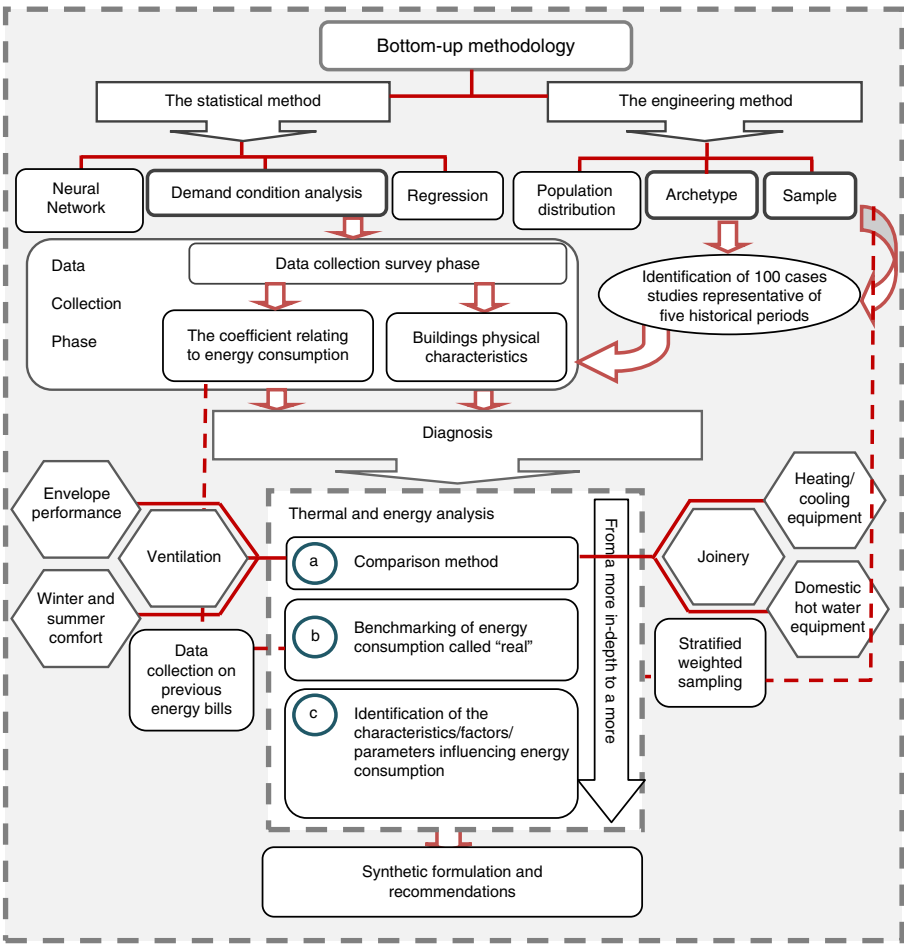 Bottom-up methodology
The statistical method
The engineering method
Neural
Network
Demand condition analysis
Regression
Population
distribution
Archetype
Sample
Data
Collection
Phase
Data collection survey phase
Identification of 100 cases
studies representative of
five historical periods
The coefficient relating
to energy consumption
Buildings physical
characteristics
Diagnosis
Envelope
performance
Ventilation
Winter and
summer
comfort
Data
collection on
previous
energy bills
Thermal and energy analysis
a
Comparison method
b
Benchmarking of energy
consumption called “real”
c
Identification of the
characteristics/factors/
parameters influencing energy
consumption
Froma more in-depth to a more
Heating/
cooling
equipment
Joinery
Domestic
hot water
equipment
Stratified
weighted
sampling
Synthetic formulation and
recommendations